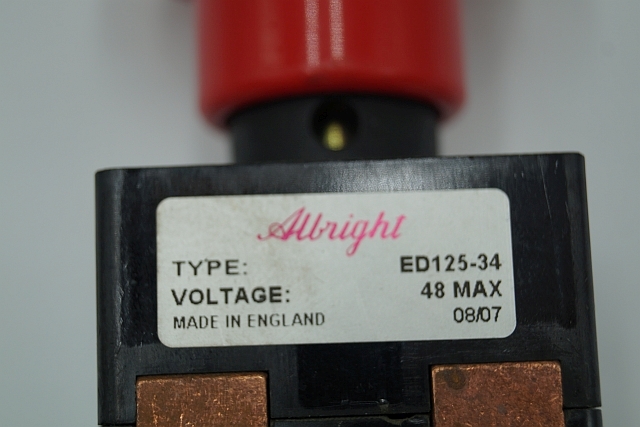 Albright
TYPE: ED125-34
VOLTAGE: 48 MAX
MADE IN ENGLAND 08/07